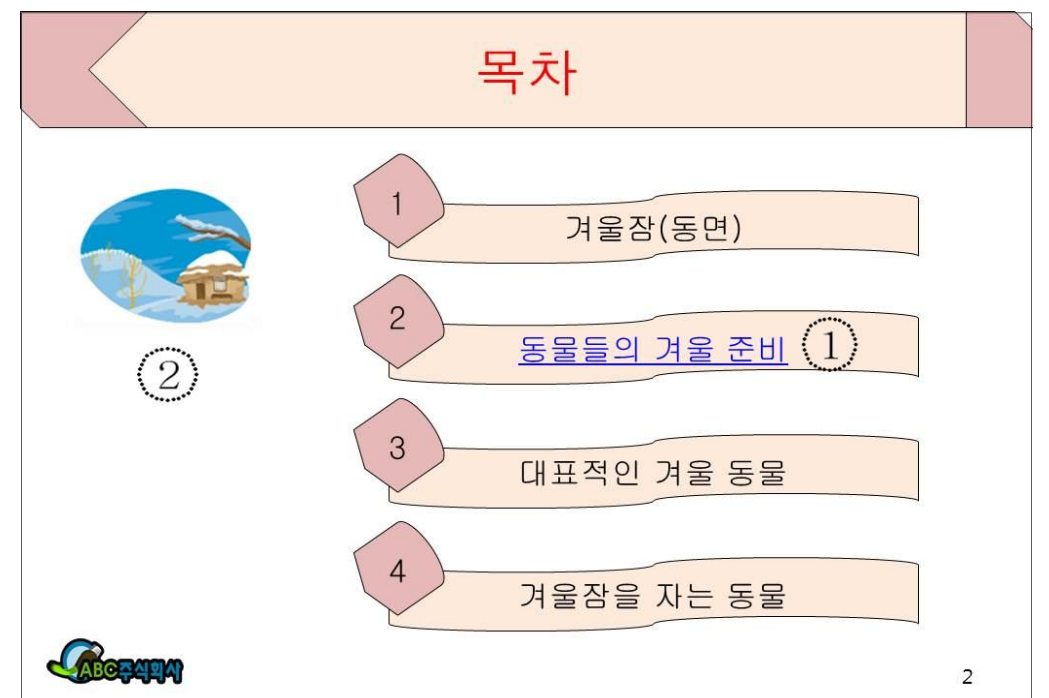 목차
1
겨울잠(동면)
2
동물들의 겨울 준비 ①
②
3
대표적인 겨울 동물
4
겨울잠을 자는 동물
ABC주식회사
2